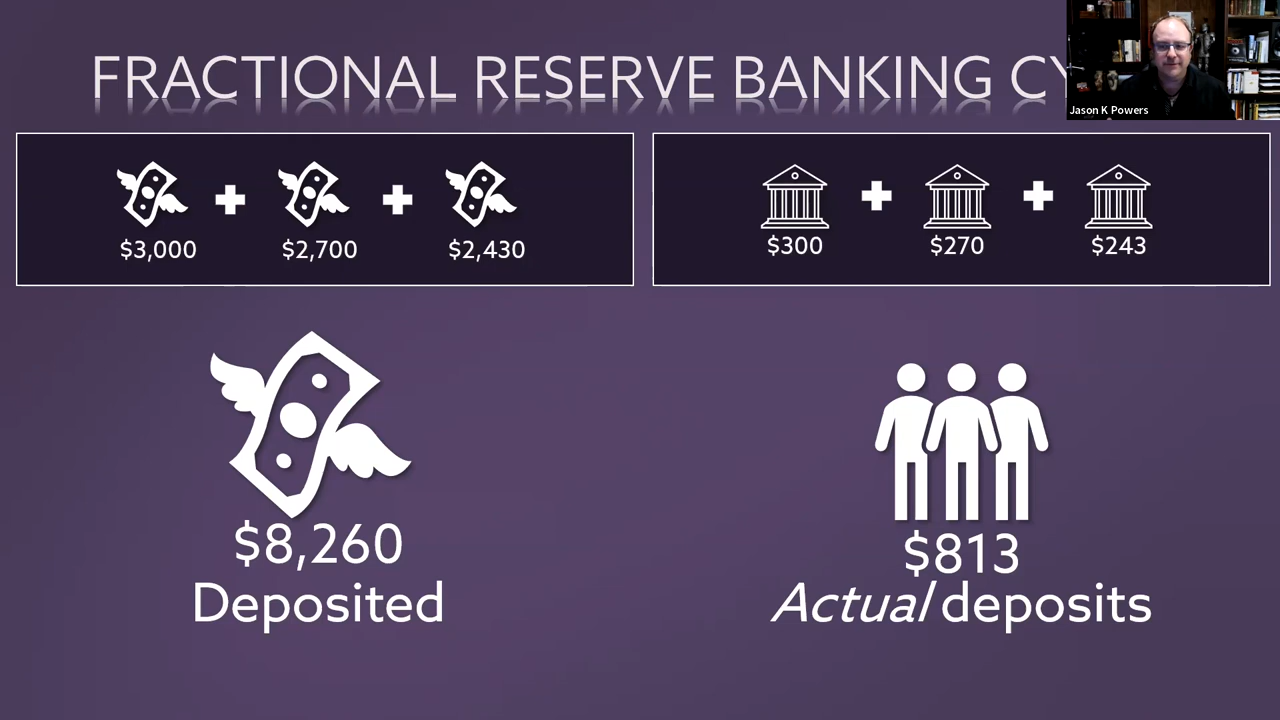 FRACTIONAL RESERVE BANKING CY
Jason K Powers
$3,000 + $2,700 + $2,430
$300 + $270 + $243
$8,260
Deposited
$813
Actual deposits